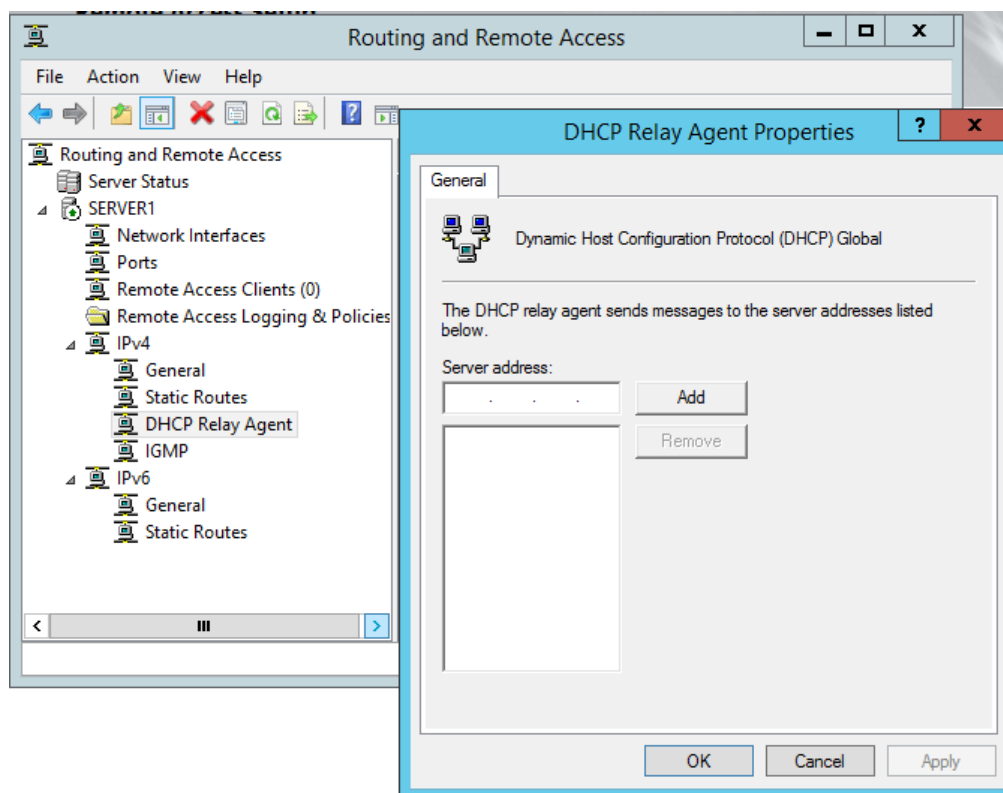 Remote Access Setup
Routing and Remote Access
File Action View Help
Routing and Remote Access
Server Status
SERVER1
Network Interfaces
Ports
Remote Access Clients (0)
Remote Access Logging & Policies
IPv4
General
Static Routes
DHCP Relay Agent
IGMP
IPv6
General
Static Routes
DHCP Relay Agent Properties
General
Dynamic Host Configuration Protocol (DHCP) Global
The DHCP relay agent sends messages to the server addresses listed
below.
Server address:
. . .
Add
Remove
OK Cancel Apply